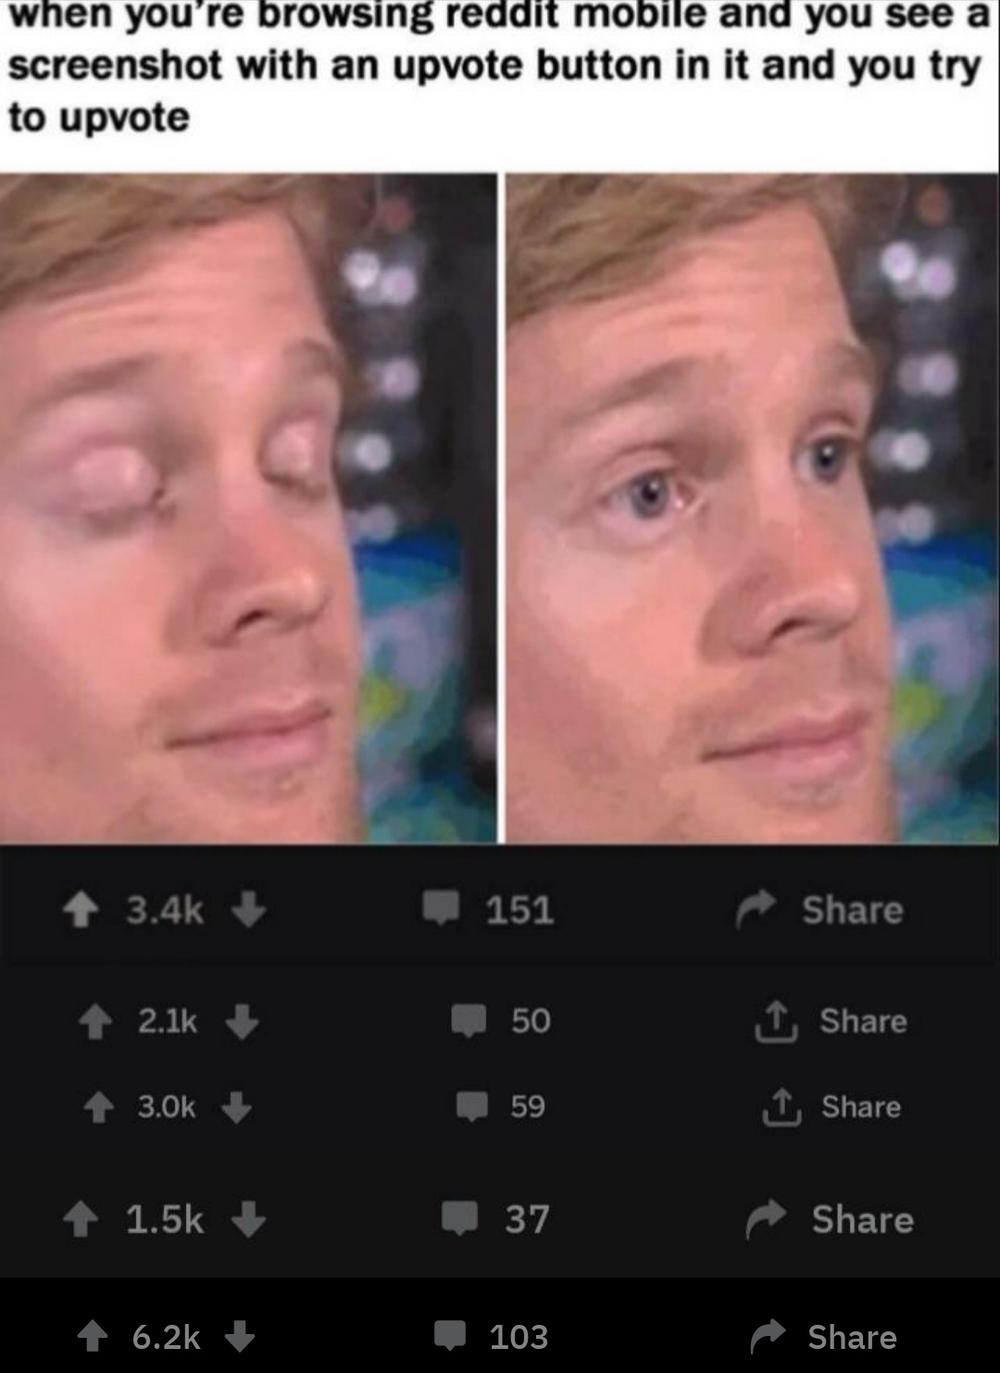 when you're browsing reddit mobile and you see a
screenshot with an upvote button in it and you try
to upvote
3.4k 151 Share
2.1k 50 Share
3.0k 59 Share
1.5k 37 Share
6.2k 103 Share